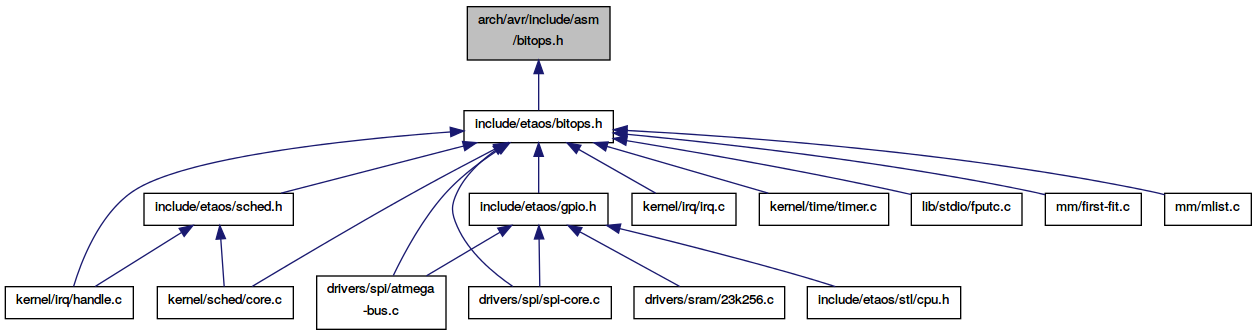 arch/avr/include/asm
/bitops.h
include/etaos/bitops.h
include/etaos/sched.h
include/etaos/gpio.h
kernel/irq/irq.c
kernel/time/timer.c
lib/stdio/fputc.c
mm/first-fit.c
mm/mlist.c
kernel/irq/handle.c
kernel/sched/core.c
drivers/spi/atmega
-bus.c
drivers/spi/spi-core.c
drivers/sram/23k256.c
include/etaos/stl/cpu.h